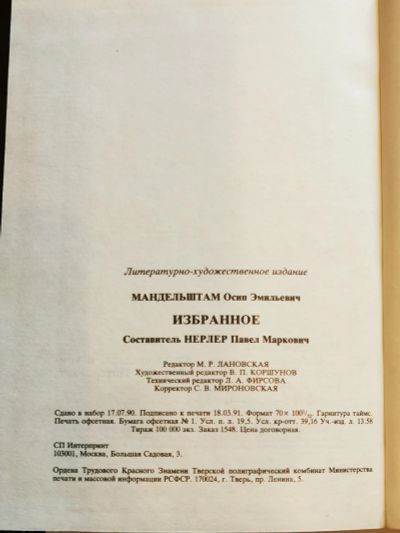 Литературно-художественное издание
МАНДЕЛЬШТАМ Осип Эмильевич
ИЗБРАННОЕ
Составитель НЕРЛЕР Павел Маркович
Редактор М. Р. ЛАНОВСКАЯ
Художественный редактор В. П. КОРШУНОВ
Технический редактор Л. А. ФИРСОВА
Корректор С. В. МИРОНОВСКАЯ
Сдано в набор 17.07.90. Подписано к печати 18.03.91. Формат 70×100¹/₃₂. Гарнитура таймс.
Печать офсетная. Бумага офсетная № 1. Усл. п. л. 19,5. Усл. кр-отт. 39,16 Уч.-изд. л. 13.58
Тираж 100 000 экз. Заказ 1548. Цена договорная.
СП Интерпринт
103001, Москва, Большая Садовая, 3.
Ордена Трудового Красного Знамени Тверской полиграфический комбинат Министерства
печати и массовой информации РСФСР. 170024, г. Тверь, пр. Ленина, 5.